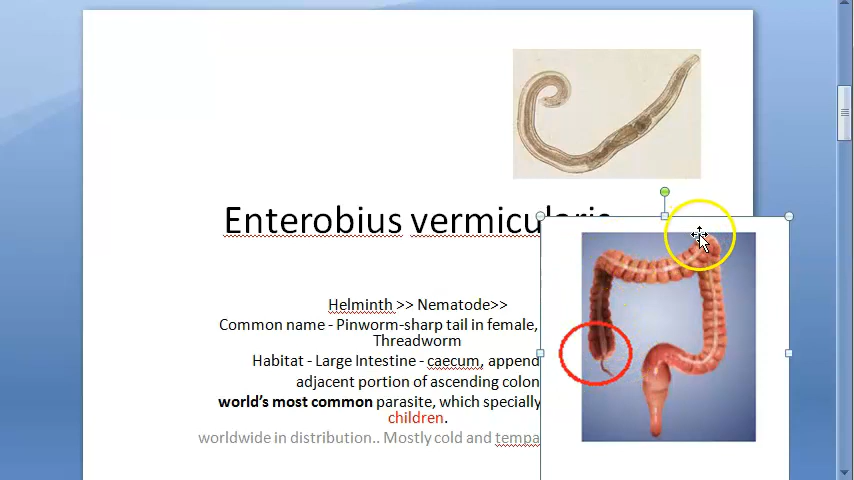 Enterobius vermicularis
Helminth >> Nematode>>
Common name - Pinworm-sharp tail in female,
Threadworm
Habitat - Large Intestine - caecum, append
adjacent portion of ascending colon
world's most common parasite, which specially
children.
worldwide in distribution.. Mostly cold and tempa